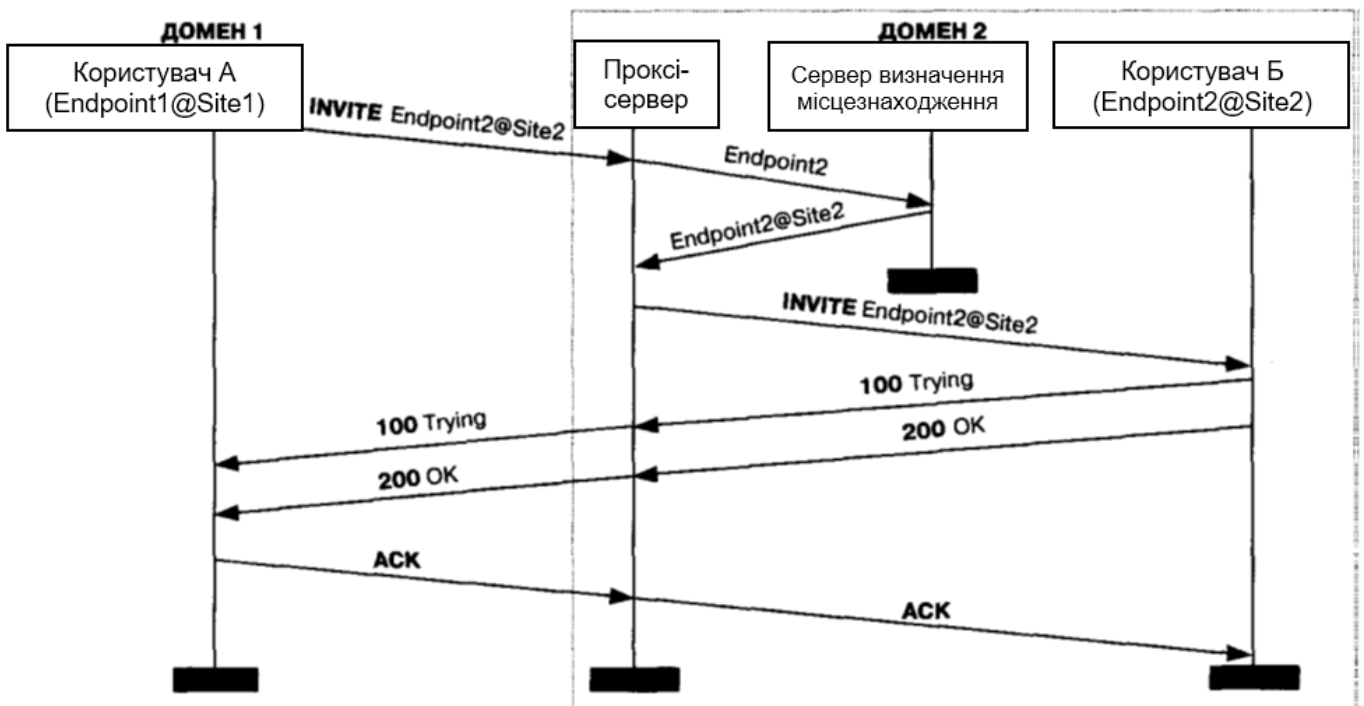 ДОМЕН 1
ДОМЕН 2
Користувач А
(Endpoint1@Site1)
Проксі-
сервер
Сервер визначення
місцезнаходження
Користувач Б
(Endpoint2@Site2)
INVITE Endpoint2@Site2
Endpoint2
Endpoint2@Site2
INVITE Endpoint2@Site2
100 Trying
100 Trying
200 OK
200 OK
ACK
ACK